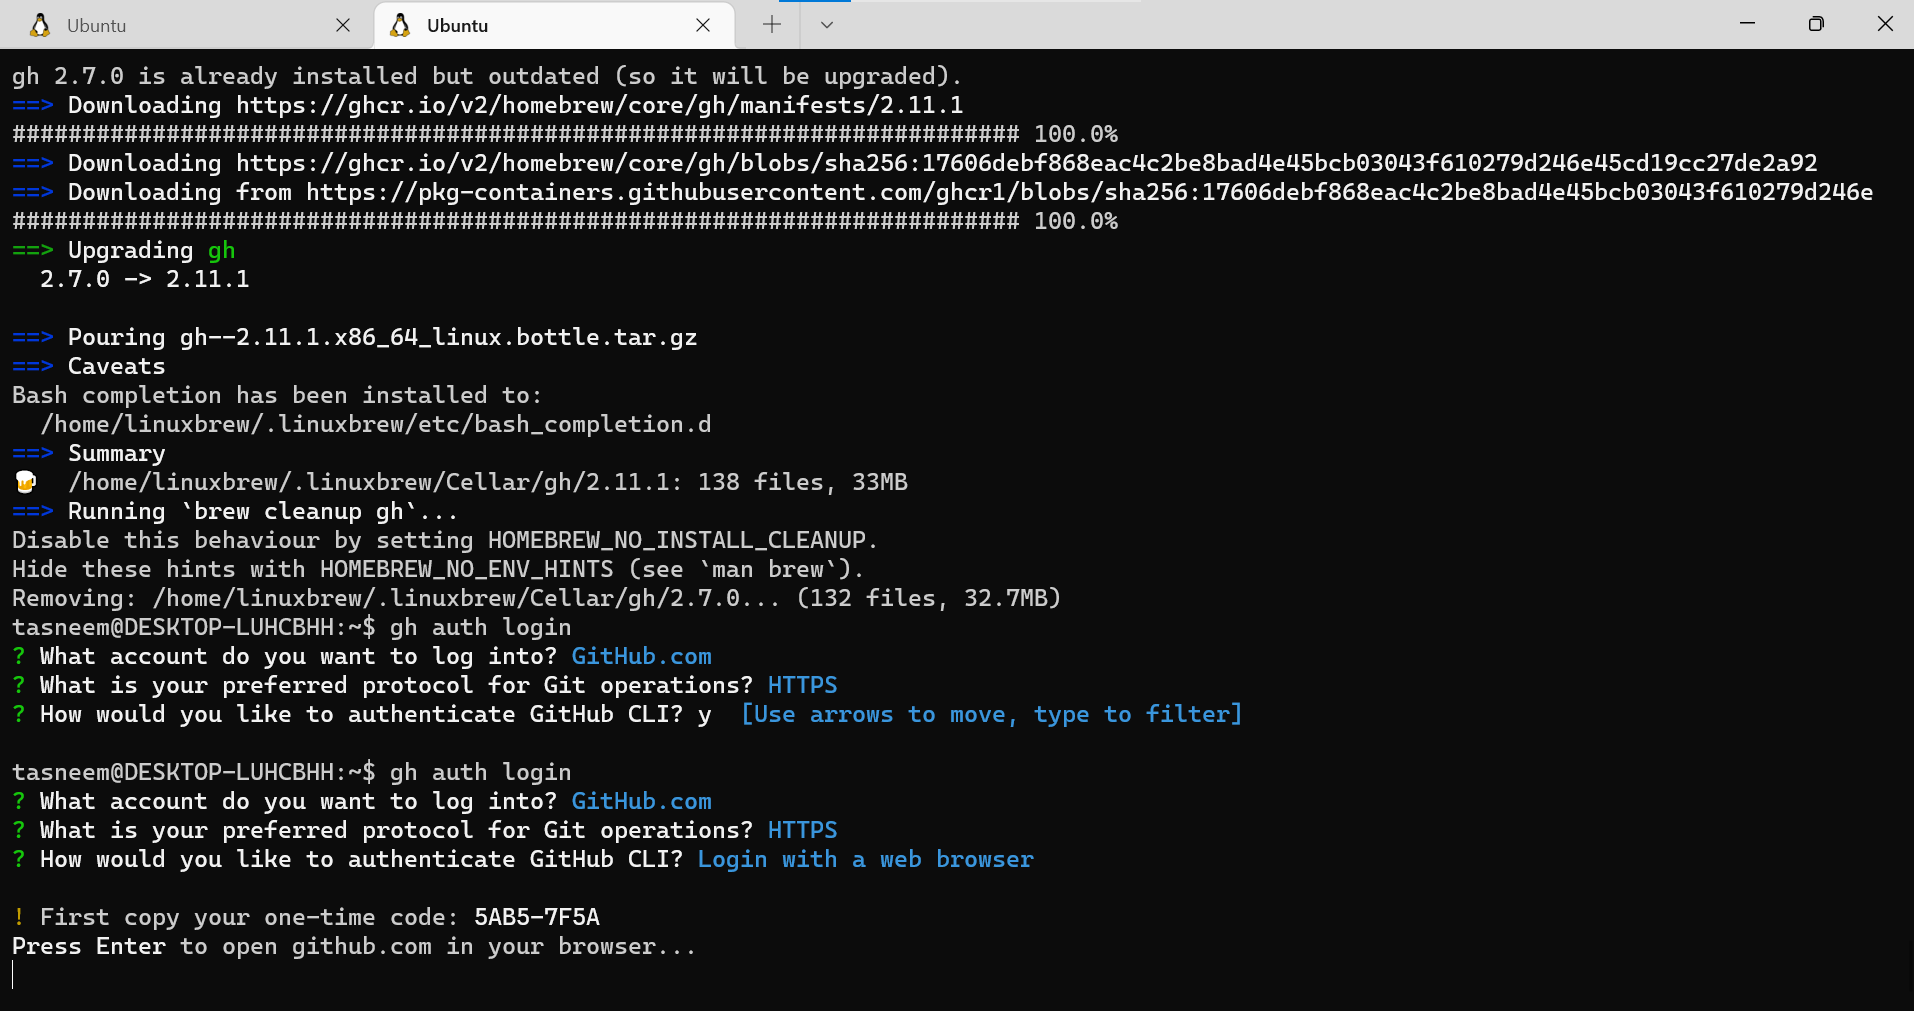 Ubuntu
Ubuntu
gh 2.7.0 is already installed but outdated (so it will be upgraded).
==> Downloading https://ghcr.io/v2/homebrew/core/gh/manifests/2.11.1
######################################################################## 100.0%
==> Downloading https://ghcr.io/v2/homebrew/core/gh/blobs/sha256:17606debf868eac4c2be8bad4e45bcb03043f610279d246e45cd19cc27de2a92
==> Downloading from https://pkg-containers.githubusercontent.com/ghcr1/blobs/sha256:17606debf868eac4c2be8bad4e45bcb03043f610279d246e
######################################################################## 100.0%
==> Upgrading gh
  2.7.0 -> 2.11.1
==> Pouring gh--2.11.1.x86_64_linux.bottle.tar.gz
==> Caveats
Bash completion has been installed to:
  /home/linuxbrew/.linuxbrew/etc/bash_completion.d
==> Summary
🍺  /home/linuxbrew/.linuxbrew/Cellar/gh/2.11.1: 138 files, 33MB
==> Running `brew cleanup gh`...
Disable this behaviour by setting HOMEBREW_NO_INSTALL_CLEANUP.
Hide these hints with HOMEBREW_NO_ENV_HINTS (see `man brew`).
Removing: /home/linuxbrew/.linuxbrew/Cellar/gh/2.7.0... (132 files, 32.7MB)
tasneem@DESKTOP-LUHCBHH:~$ gh auth login
? What account do you want to log into? GitHub.com
? What is your preferred protocol for Git operations? HTTPS
? How would you like to authenticate GitHub CLI? y  [Use arrows to move, type to filter]
tasneem@DESKTOP-LUHCBHH:~$ gh auth login
? What account do you want to log into? GitHub.com
? What is your preferred protocol for Git operations? HTTPS
? How would you like to authenticate GitHub CLI? Login with a web browser
! First copy your one-time code: 5AB5-7F5A
Press Enter to open github.com in your browser...